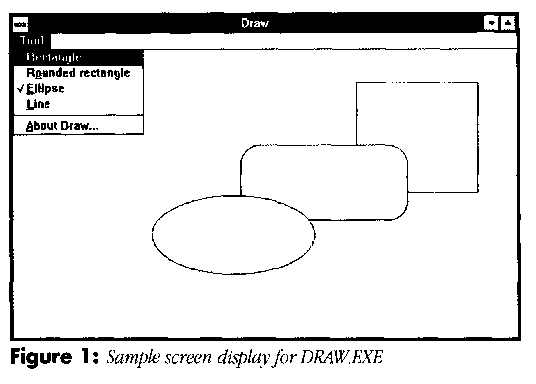 Draw
Tool
Rectangle
Rounded rectangle
✓ Ellipse
Line
About Draw...
Figure 1: Sample screen display for DRAW.EXE